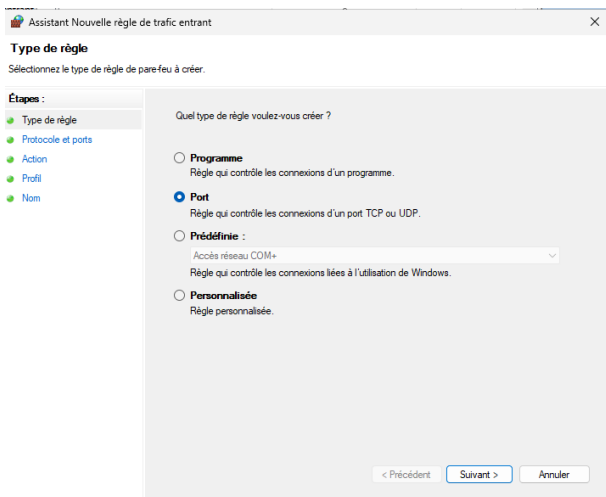 Assistant Nouvelle règle de trafic entrant
Type de règle
Sélectionnez le type de règle de pare-feu à créer.
Étapes :
Type de règle
Protocole et ports
Action
Profil
Nom
Quel type de règle voulez-vous créer ?
Programme
Règle qui contrôle les connexions d'un programme.
Port
Règle qui contrôle les connexions d'un port TCP ou UDP.
Prédéfinie :
Accès réseau COM+
Règle qui contrôle les connexions liées à l'utilisation de Windows.
Personnalisée
Règle personnalisée.
< Précédent Suivant > Annuler